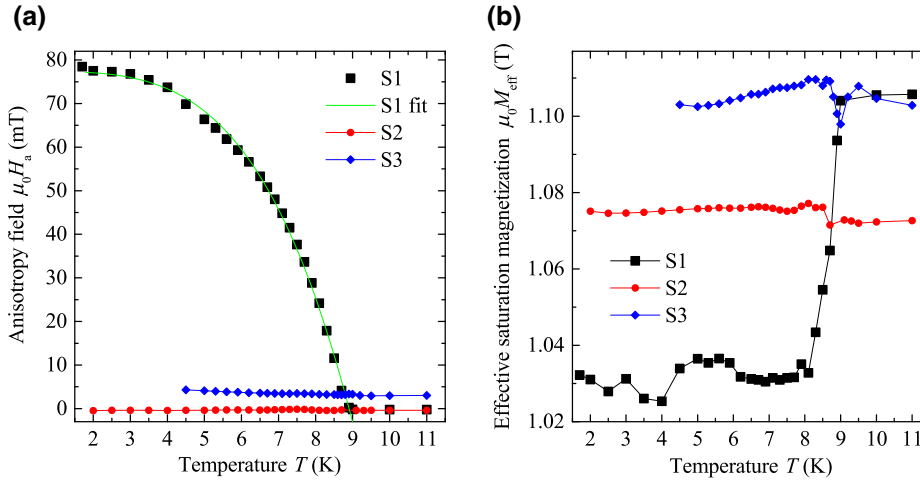 (a)
80
70
60
50
40
30
20
10
0
Anisotropy field μ₀Hₐ (mT)
S1
S1 fit
S2
S3
2 3 4 5 6 7 8 9 10 11
Temperature T (K)
(b)
1.10
1.08
1.06
1.04
1.02
Effective saturation magnetization μ₀M_eff (T)
S1
S2
S3
2 3 4 5 6 7 8 9 10 11
Temperature T (K)